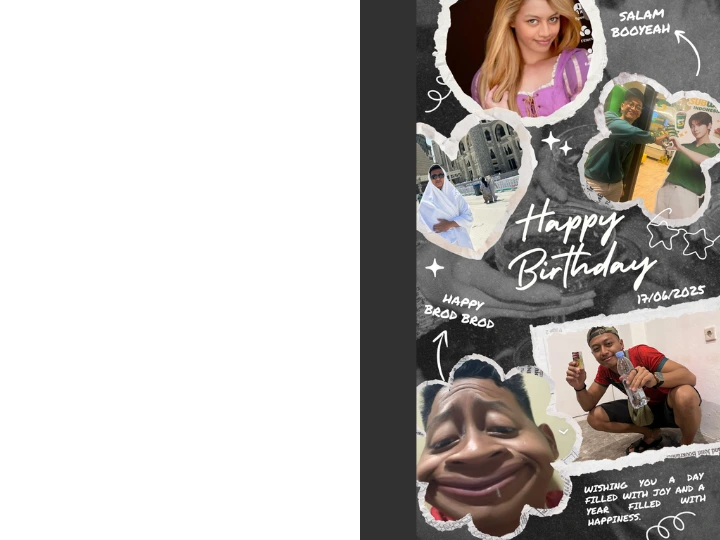 SALAM
BOOYEAH
Happy
Birthday
17/06/2025
HAPPY
BROD BROD
WISHING YOU A DAY
FILLED WITH JOY AND A
YEAR FILLED WITH
HAPPINESS.